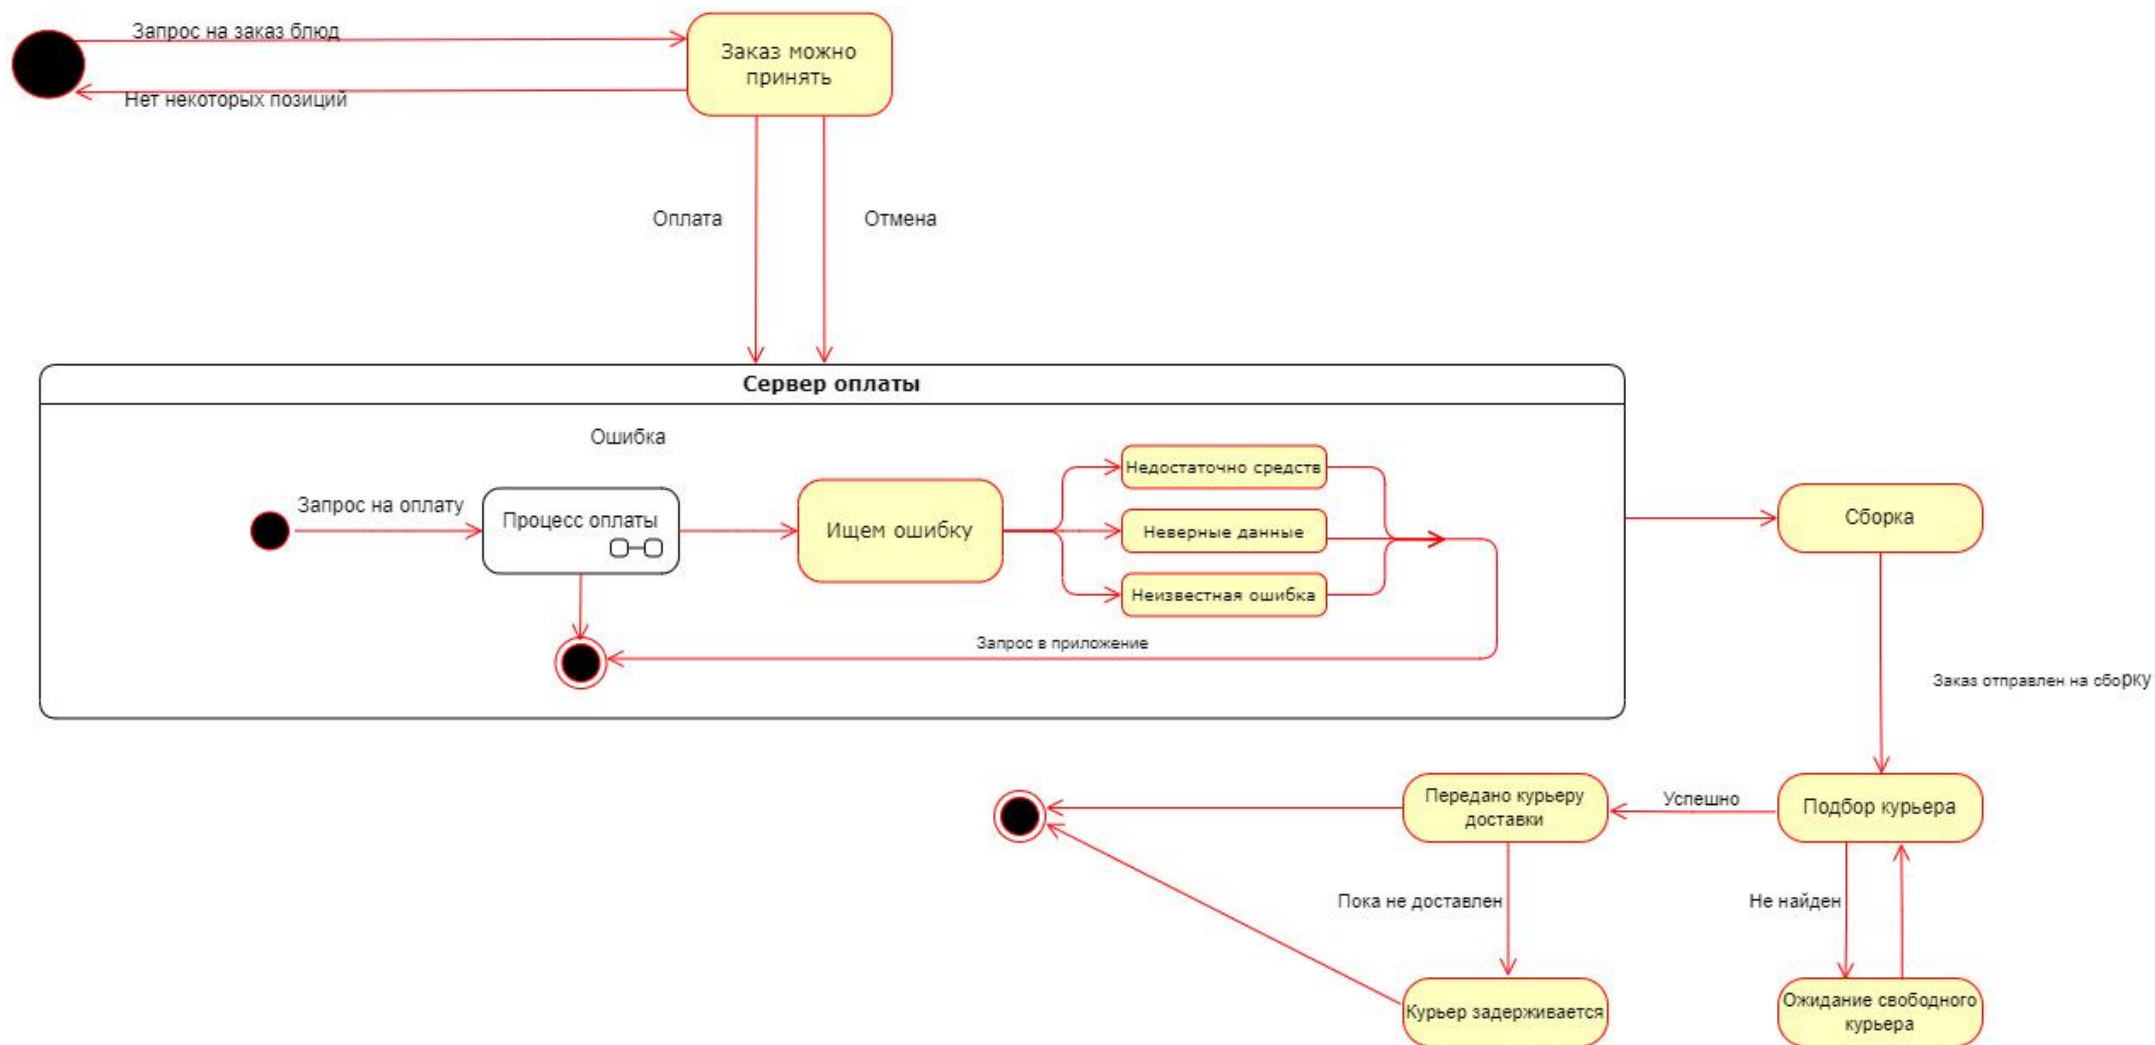 Запрос на заказ блюд
Заказ можно
принять
Нет некоторых позиций
Оплата
Отмена
Сервер оплаты
Ошибка
Запрос на оплату
Процесс оплаты
Ищем ошибку
Недостаточно средств
Неверные данные
Неизвестная ошибка
Запрос в приложение
Сборка
Заказ отправлен на сборку
Передано курьеру
доставки
Успешно
Подбор курьера
Пока не доставлен
Не найден
Курьер задерживается
Ожидание свободного
курьера